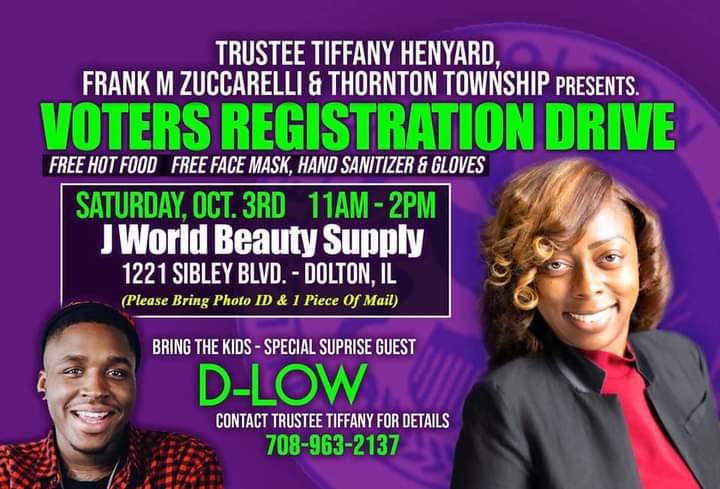 TRUSTEE TIFFANY HENYARD,
FRANK M ZUCCARELLI & THORNTON TOWNSHIP PRESENTS.
VOTERS REGISTRATION DRIVE
FREE HOT FOOD FREE FACE MASK, HAND SANITIZER & GLOVES
SATURDAY, OCT. 3RD 11AM - 2PM
J World Beauty Supply
1221 SIBLEY BLVD. - DOLTON, IL
(Please Bring Photo ID & 1 Piece Of Mail)
BRING THE KIDS - SPECIAL SUPRISE GUEST
D-LOW
CONTACT TRUSTEE TIFFANY FOR DETAILS
708-963-2137